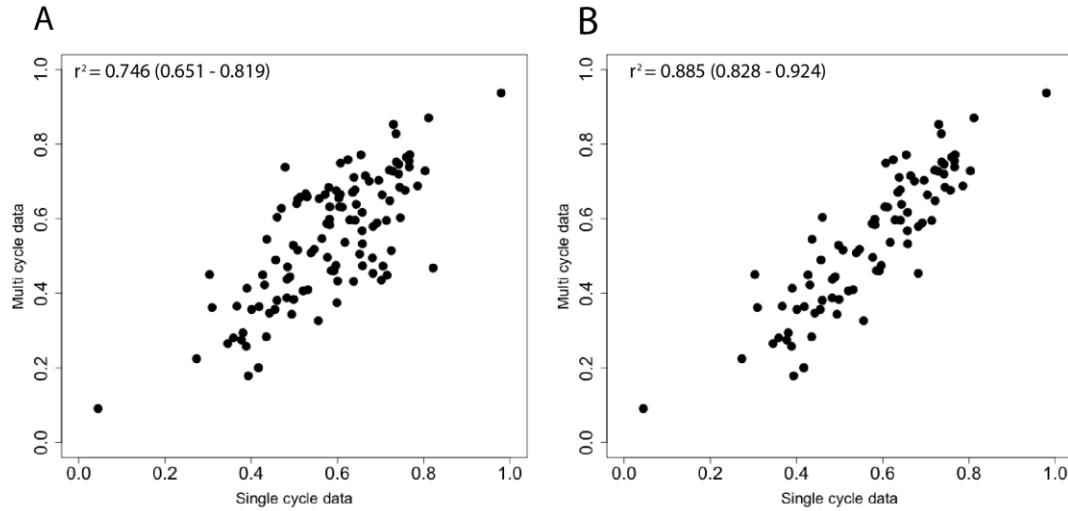 A
r² = 0.746 (0.651 - 0.819)
1.0
0.8
0.6
0.4
0.2
0.0
Multi cycle data
0.0 0.2 0.4 0.6 0.8 1.0
Single cycle data
B
r² = 0.885 (0.828 - 0.924)
1.0
0.8
0.6
0.4
0.2
0.0
Multi cycle data
0.0 0.2 0.4 0.6 0.8 1.0
Single cycle data